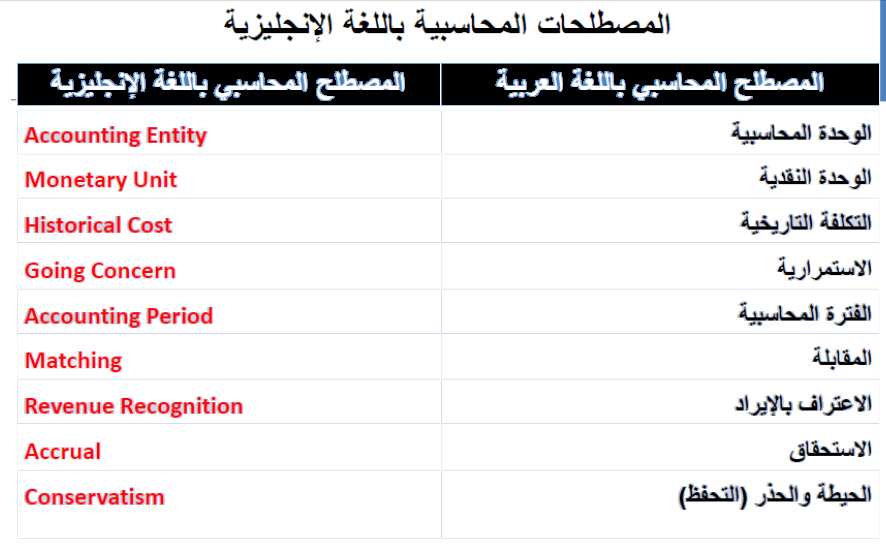 المصطلحات المحاسبية باللغة الإنجليزية
المصطلح المحاسبي باللغة العربية المصطلح المحاسبي باللغة الإنجليزية
الوحدة المحاسبية Accounting Entity
الوحدة النقدية Monetary Unit
التكلفة التاريخية Historical Cost
الاستمرارية Going Concern
الفترة المحاسبية Accounting Period
المقابلة Matching
الاعتراف بالإيراد Revenue Recognition
الاستحقاق Accrual
الحيطة والحذر (التحفظ) Conservatism